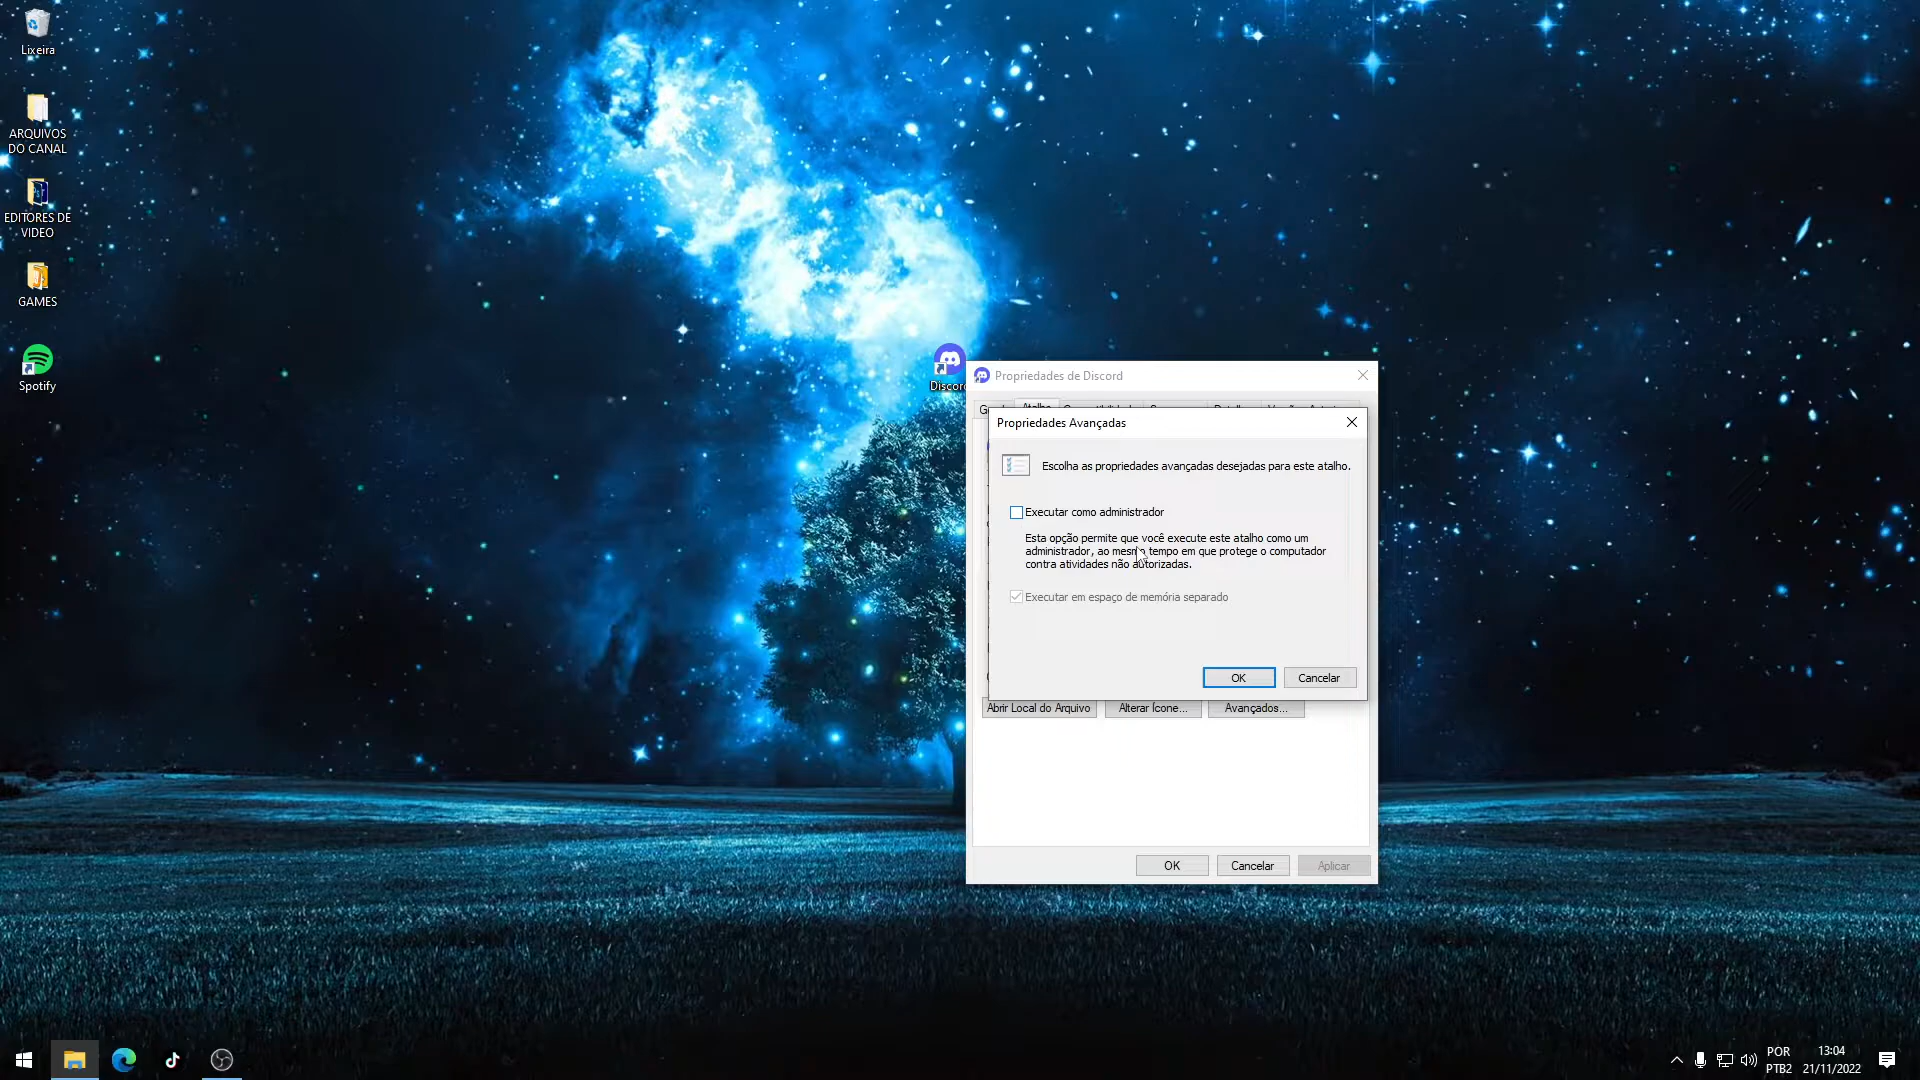 Lixeira
ARQUIVOS
DO CANAL
EDITORES DE
VIDEO
GAMES
Spotify
Propriedades de Discord
Atalho
Propriedades Avançadas
Escolha as propriedades avançadas desejadas para este atalho.
Executar como administrador
Esta opção permite que você execute este atalho como um
administrador, ao mesmo tempo em que protege o computador
contra atividades não autorizadas.
Executar em espaço de memória separado
OK
Cancelar
Abrir Local do Arquivo
Alterar Ícone...
Avançados...
OK
Cancelar
Aplicar
POR
PTB2
13:04
21/11/2022